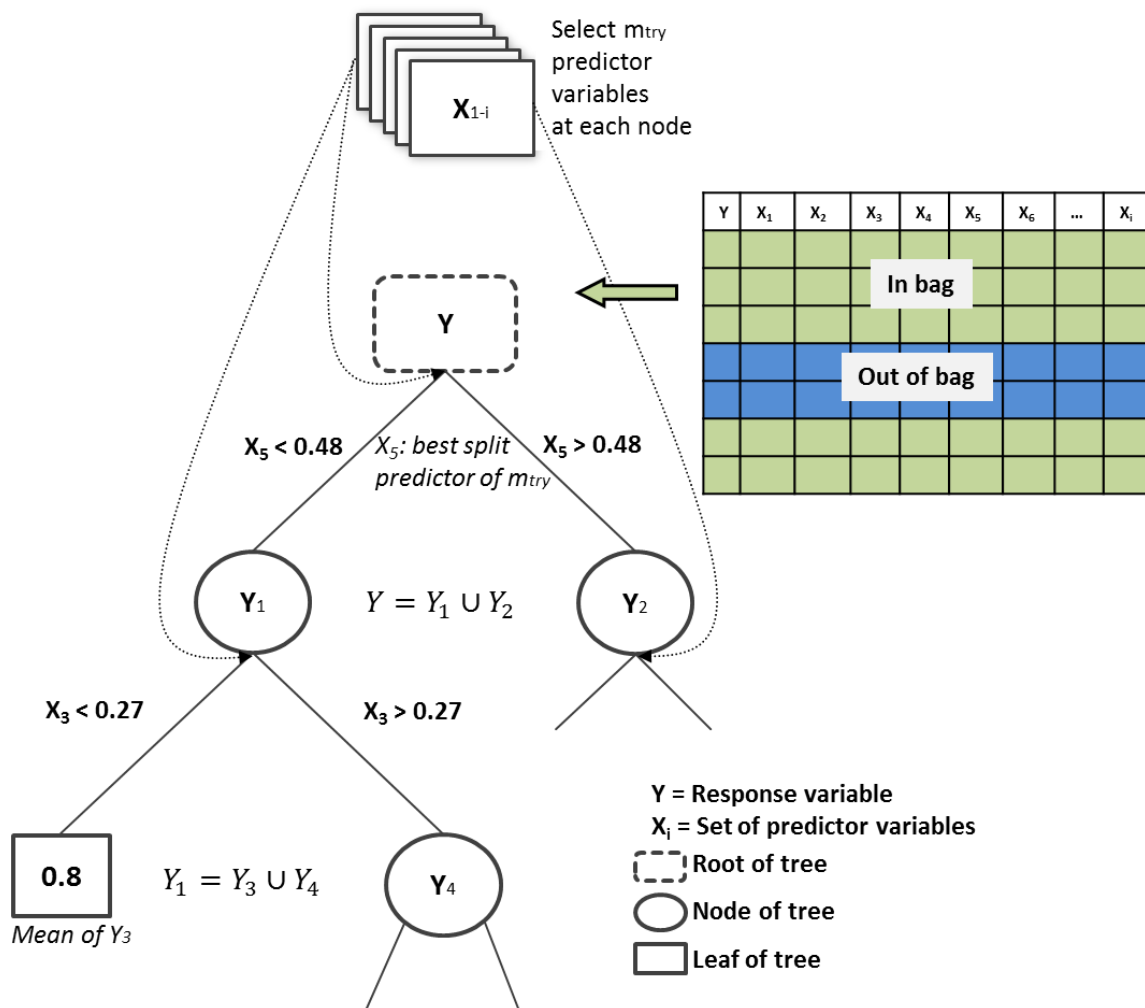 Select mtry
predictor
variables
at each node
X1-i
Y X1 X2 X3 X4 X5 X6 ... Xi
In bag
Out of bag
Y
X5 < 0.48
X5: best split
predictor of mtry
X5 > 0.48
Y1
Y = Y1 ∪ Y2
Y2
X3 < 0.27
X3 > 0.27
0.8
Mean of Y3
Y1 = Y3 ∪ Y4
Y4
Y = Response variable
Xi = Set of predictor variables
Root of tree
Node of tree
Leaf of tree